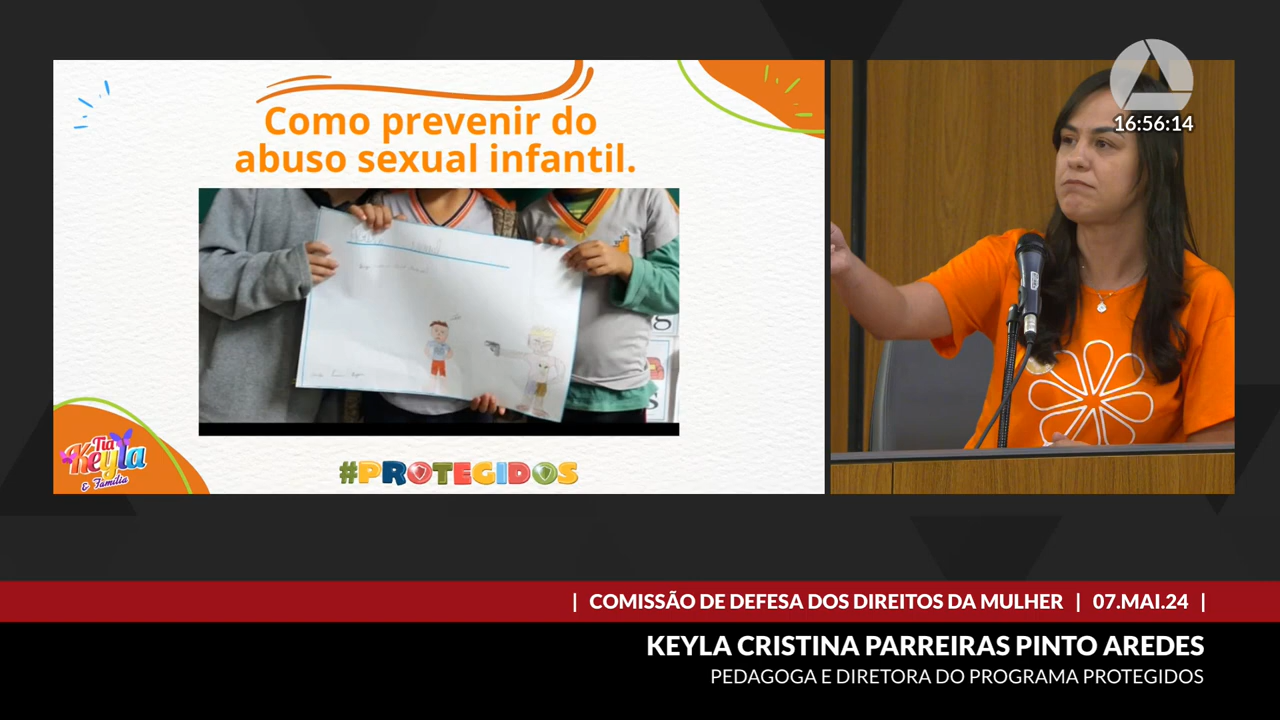 Como prevenir do
abuso sexual infantil.
Tia
Keyla
& Família
#PROTEGIDOS
16:56:14
| COMISSÃO DE DEFESA DOS DIREITOS DA MULHER | 07.MAI.24 |
KEYLA CRISTINA PARREIRAS PINTO AREDES
PEDAGOGA E DIRETORA DO PROGRAMA PROTEGIDOS